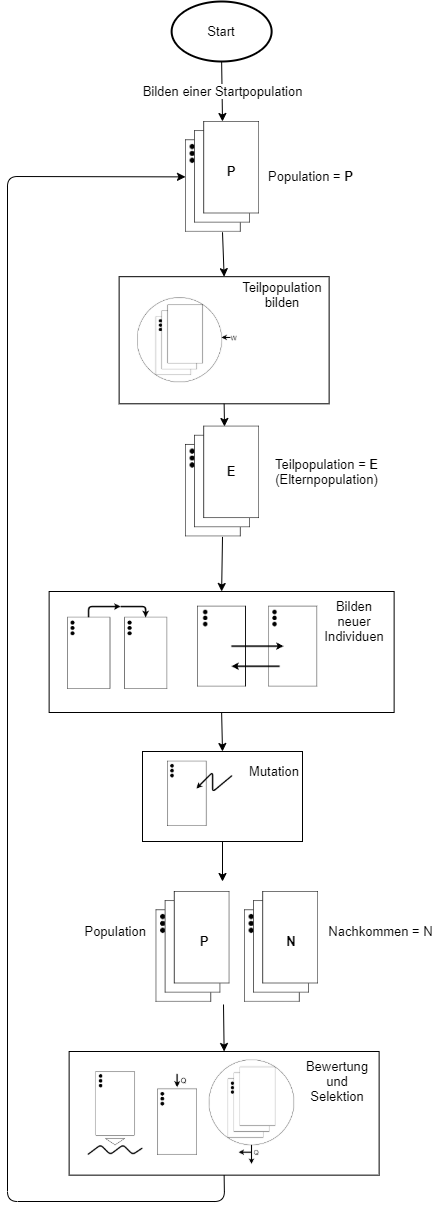 Start
Bilden einer Startpopulation
P
Population = P
Teilpopulation
bilden
W
E
Teilpopulation = E
(Elternpopulation)
Bilden
neuer
Individuen
Mutation
Population
P
N
Nachkommen = N
Bewertung
und
Selektion
Q
Q